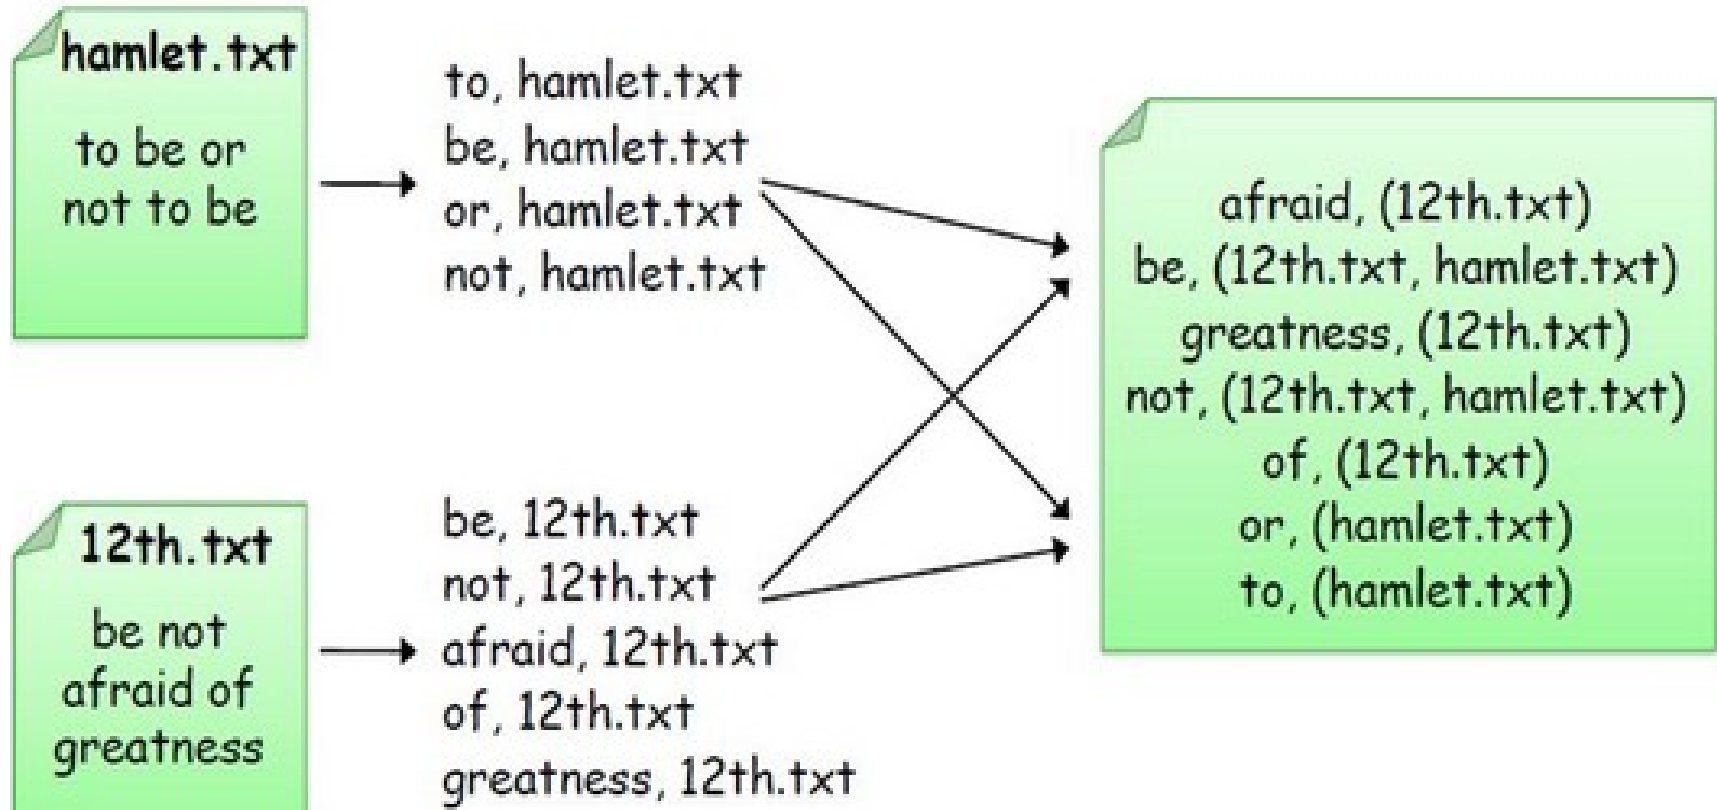 hamlet.txt
to be or
not to be
to, hamlet.txt
be, hamlet.txt
or, hamlet.txt
not, hamlet.txt
12th.txt
be not
afraid of
greatness
be, 12th.txt
not, 12th.txt
afraid, 12th.txt
of, 12th.txt
greatness, 12th.txt
afraid, (12th.txt)
be, (12th.txt, hamlet.txt)
greatness, (12th.txt)
not, (12th.txt, hamlet.txt)
of, (12th.txt)
or, (hamlet.txt)
to, (hamlet.txt)